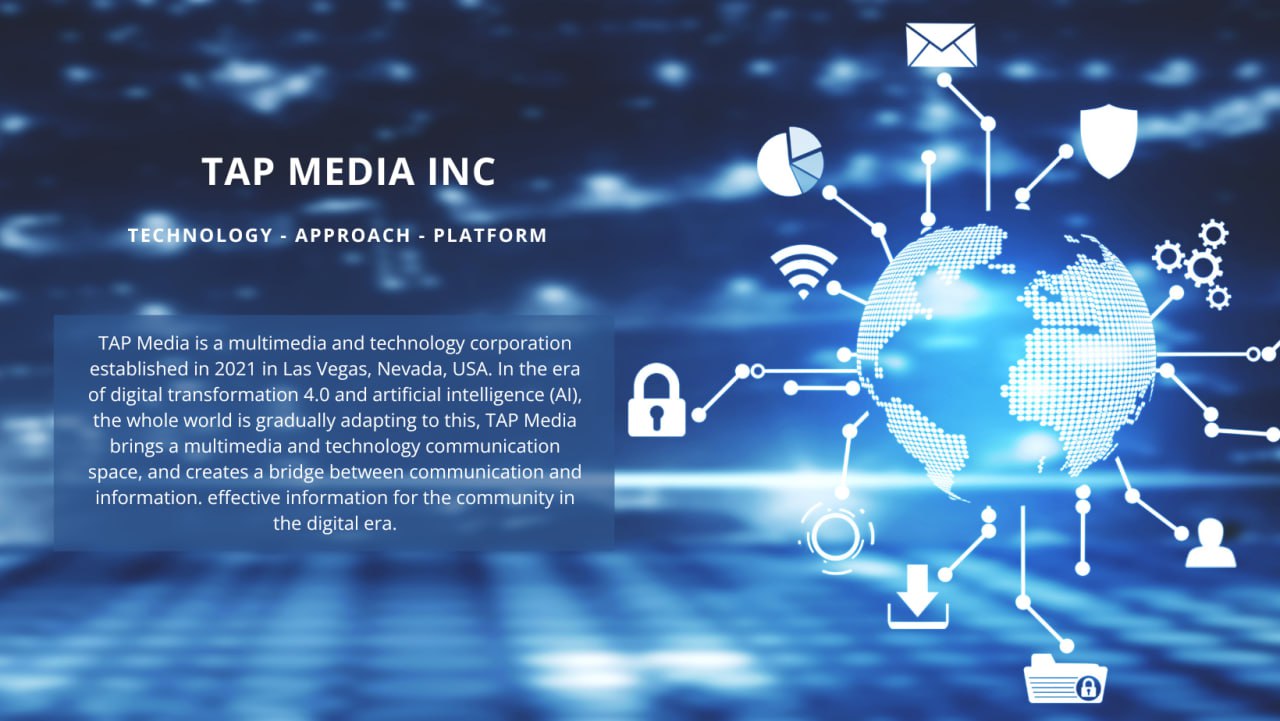 TAP MEDIA INC
TECHNOLOGY - APPROACH - PLATFORM
TAP Media is a multimedia and technology corporation
established in 2021 in Las Vegas, Nevada, USA. In the era
of digital transformation 4.0 and artificial intelligence (AI),
the whole world is gradually adapting to this, TAP Media
brings a multimedia and technology communication
space, and creates a bridge between communication and
information. effective information for the community in
the digital era.